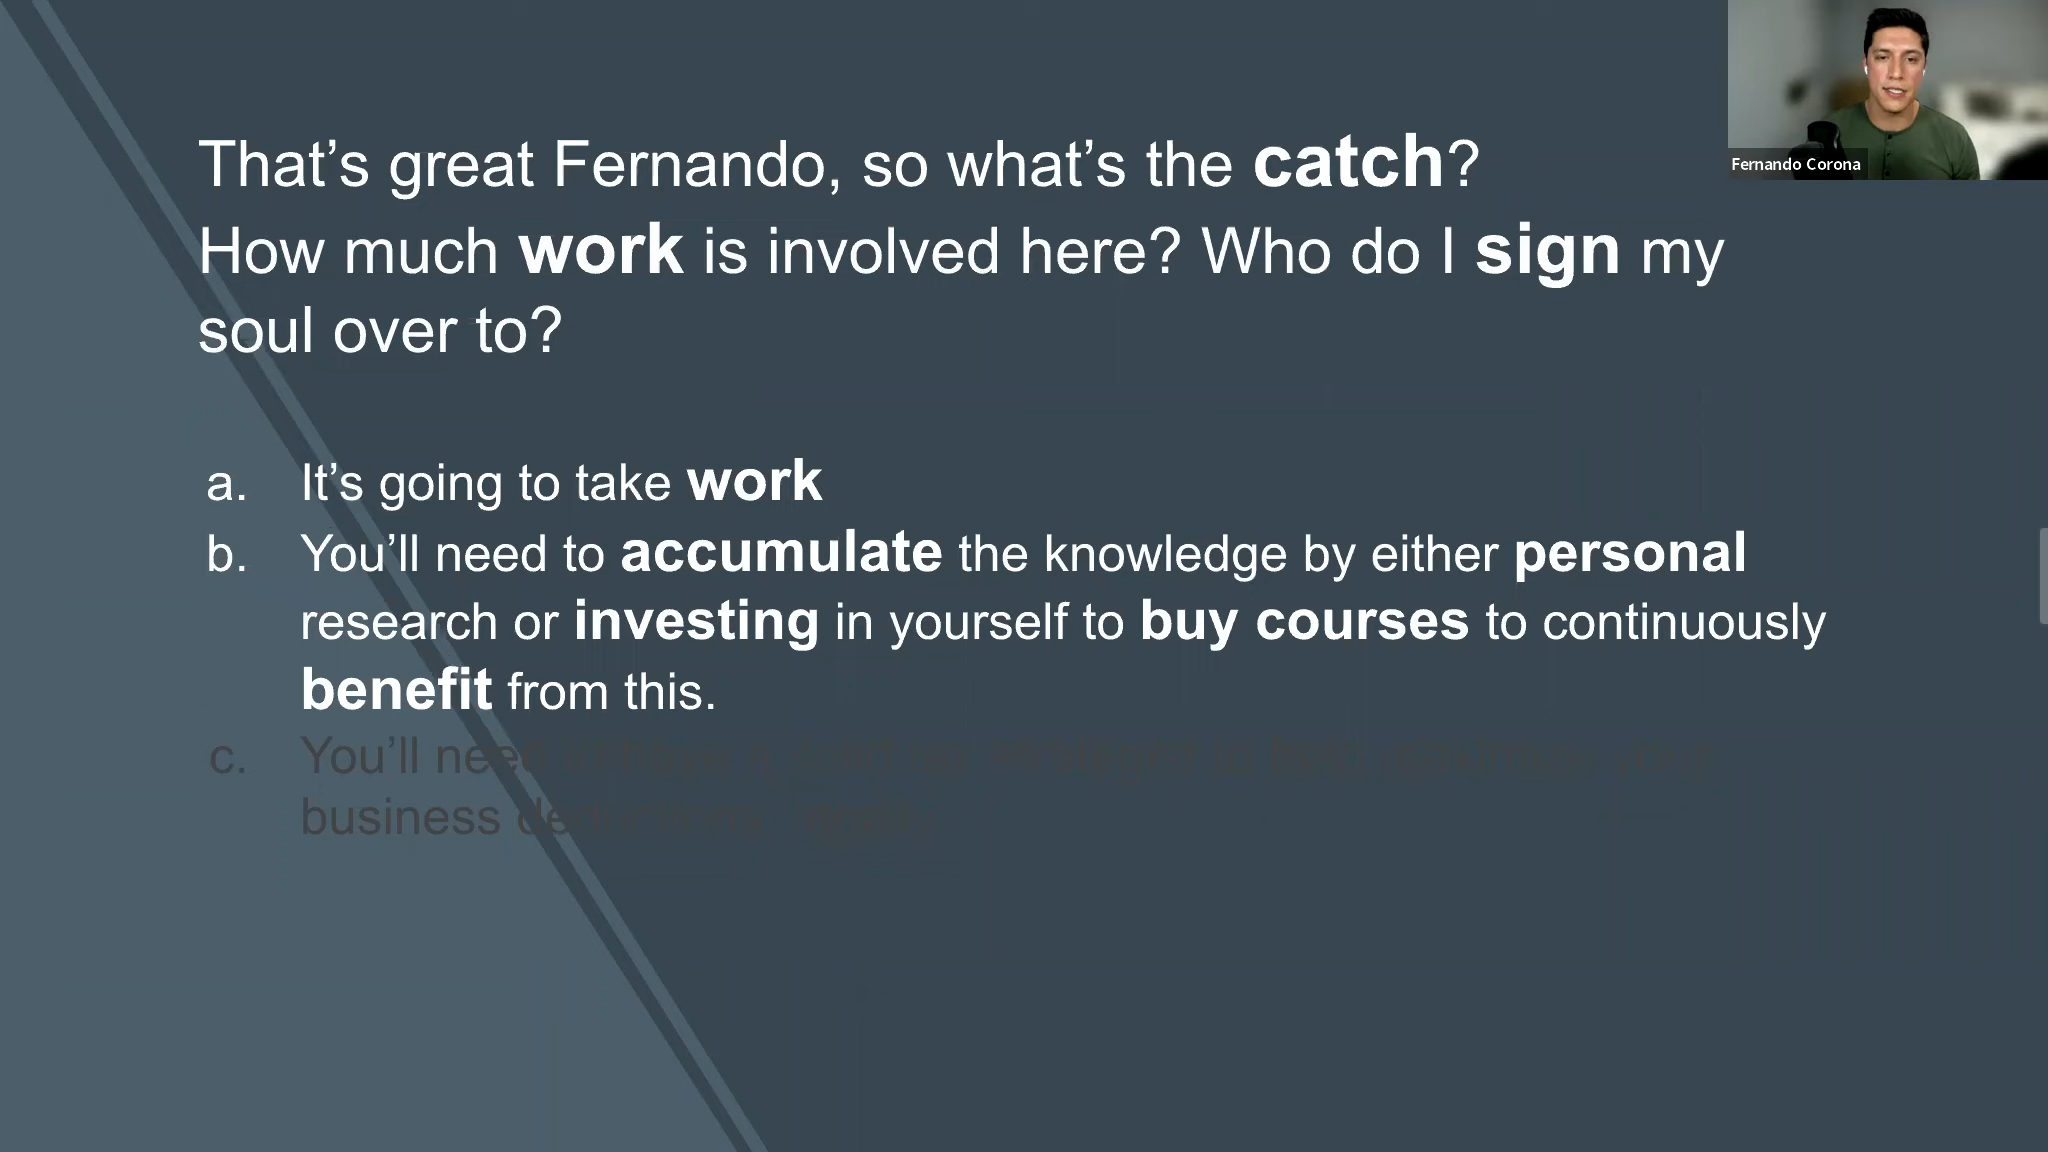 That’s great Fernando, so what’s the catch?
How much work is involved here? Who do I sign my
soul over to?
a. It’s going to take work
b. You’ll need to accumulate the knowledge by either personal
research or investing in yourself to buy courses to continuously
benefit from this.
c. You’ll need
business
Fernando Corona